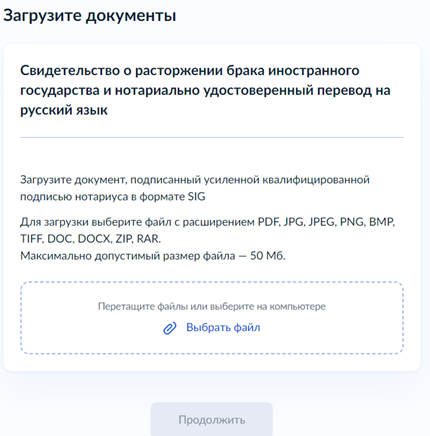 Загрузите документы
Свидетельство о расторжении брака иностранного
государства и нотариально удостоверенный перевод на
русский язык
Загрузите документ, подписанный усиленной квалифицированной
подписью нотариуса в формате SIG
Для загрузки выберите файл с расширением PDF, JPG, JPEG, PNG, BMP,
TIFF, DOC, DOCX, ZIP, RAR.
Максимально допустимый размер файла — 50 Мб.
Перетащите файлы или выберите на компьютере
Выбрать файл
Продолжить